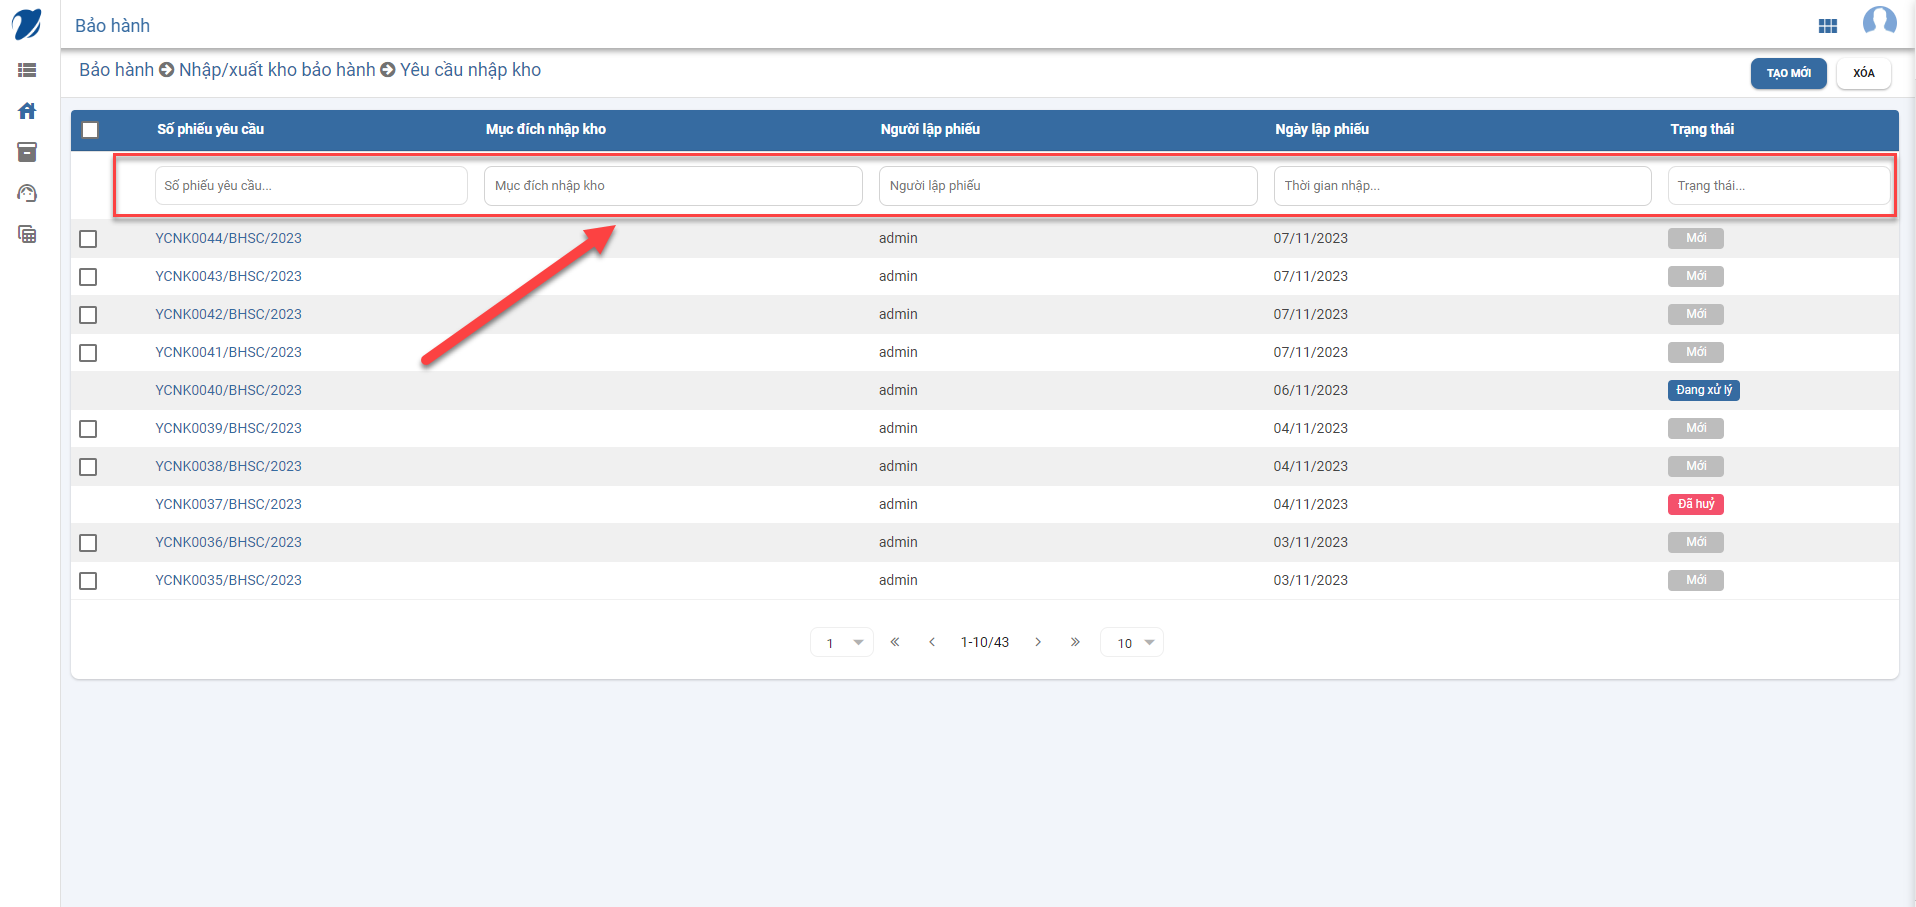 Bảo hành
Bảo hành Nhập/xuất kho bảo hành Yêu cầu nhập kho
TẠO MỚI XÓA
Số phiếu yêu cầu Mục đích nhập kho Người lập phiếu Ngày lập phiếu Trạng thái
Số phiếu yêu cầu... Mục đích nhập kho Người lập phiếu Thời gian nhập... Trạng thái...
YCNK0044/BHSC/2023 admin 07/11/2023 Mới
YCNK0043/BHSC/2023 admin 07/11/2023 Mới
YCNK0042/BHSC/2023 admin 07/11/2023 Mới
YCNK0041/BHSC/2023 admin 07/11/2023 Mới
YCNK0040/BHSC/2023 admin 06/11/2023 Đang xử lý
YCNK0039/BHSC/2023 admin 04/11/2023 Mới
YCNK0038/BHSC/2023 admin 04/11/2023 Mới
YCNK0037/BHSC/2023 admin 04/11/2023 Đã huỷ
YCNK0036/BHSC/2023 admin 03/11/2023 Mới
YCNK0035/BHSC/2023 admin 03/11/2023 Mới
1 1-10/43 10